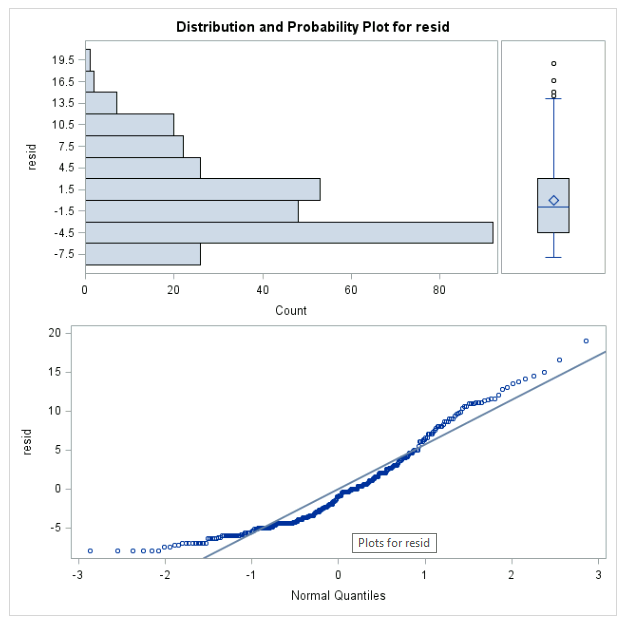 Distribution and Probability Plot for resid
19.5
16.5
13.5
10.5
7.5
4.5
1.5
-1.5
-4.5
-7.5
resid
0 20 40 60 80
Count
20
15
10
5
0
-5
resid
Plots for resid
-3 -2 -1 0 1 2 3
Normal Quantiles